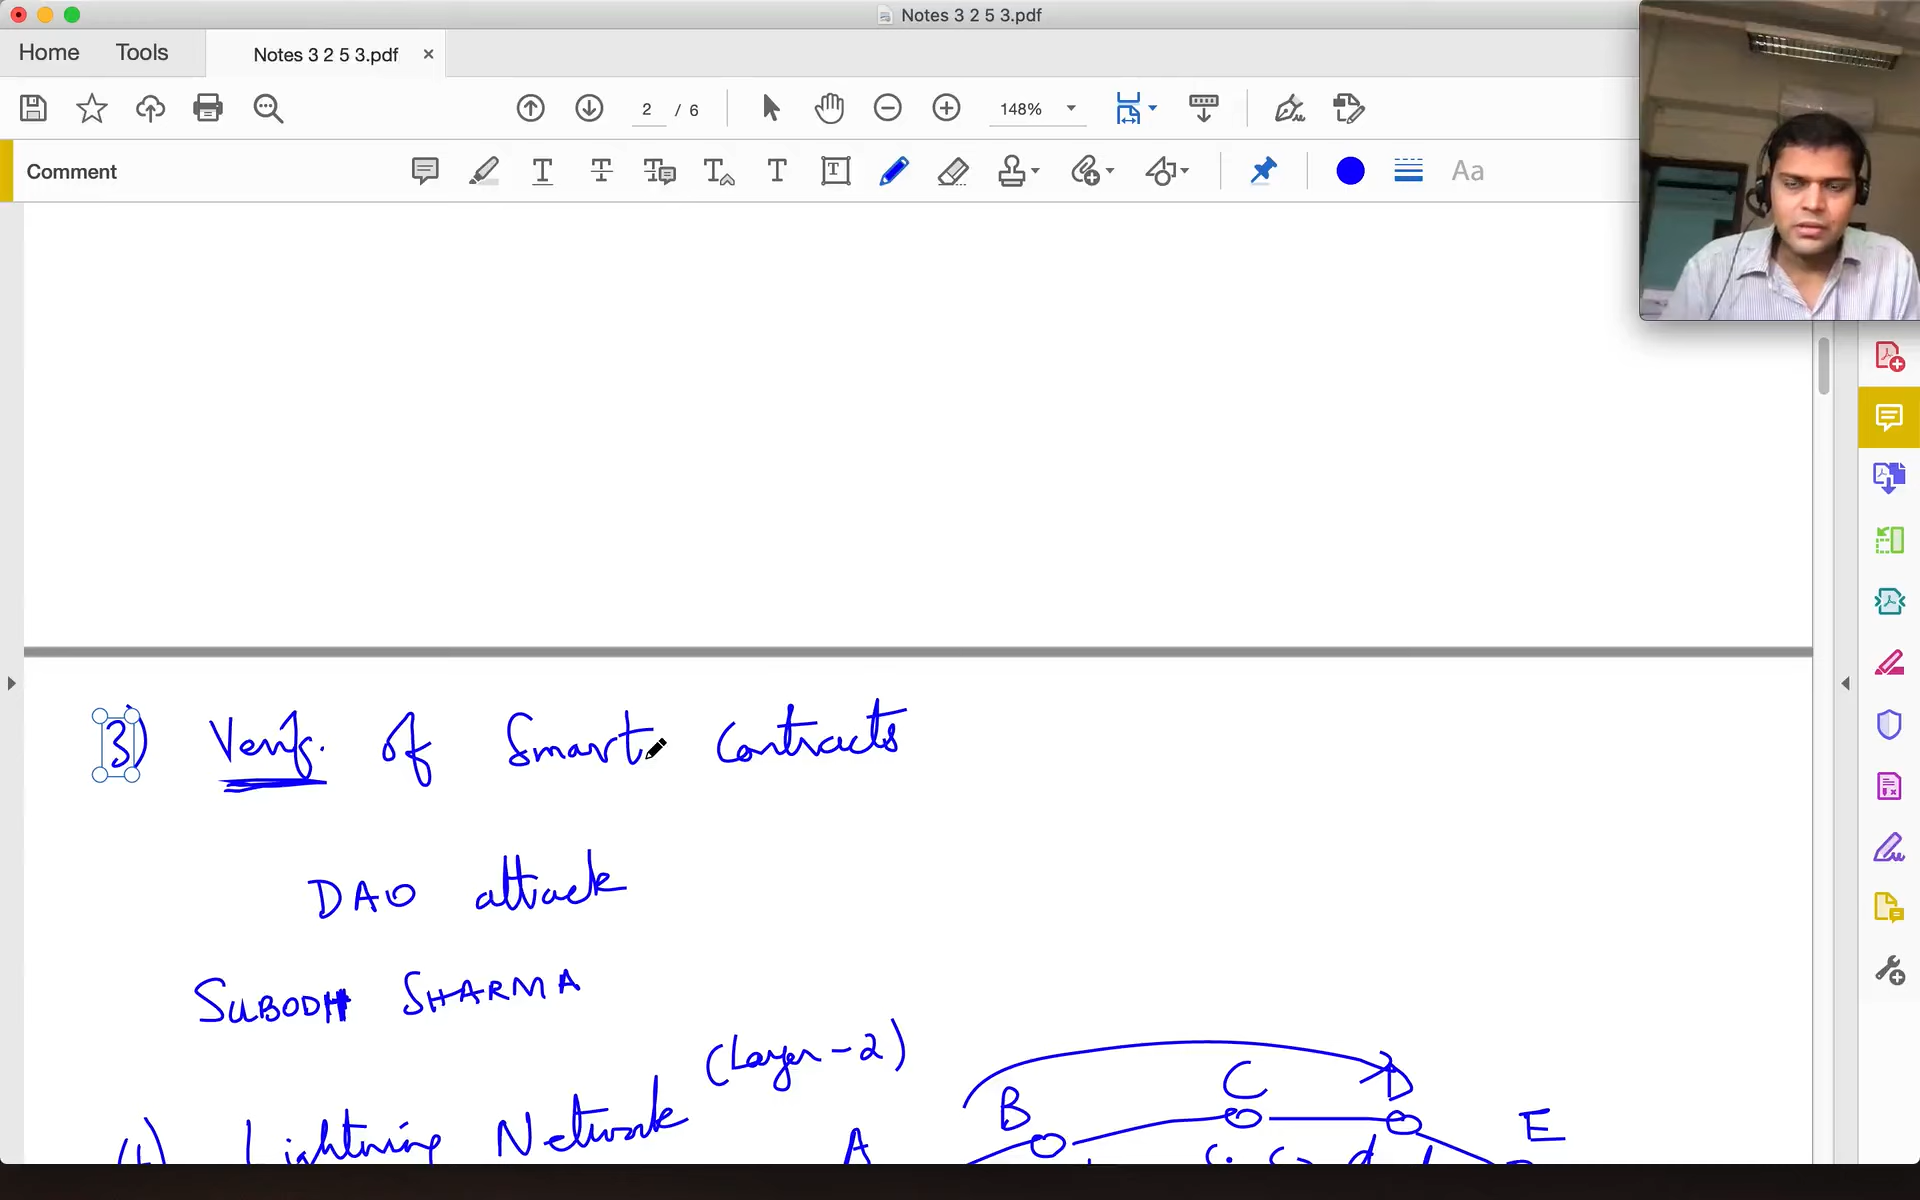 Notes 3 2 5 3.pdf
Home Tools Notes 3 2 5 3.pdf ×
2 / 6 148%
Comment T T T T T T Aa
3) Verif. of Smart Contracts
DAO attack
SUBODH SHARMA
(Layer-2)
4) Lightning Network
A B C D E